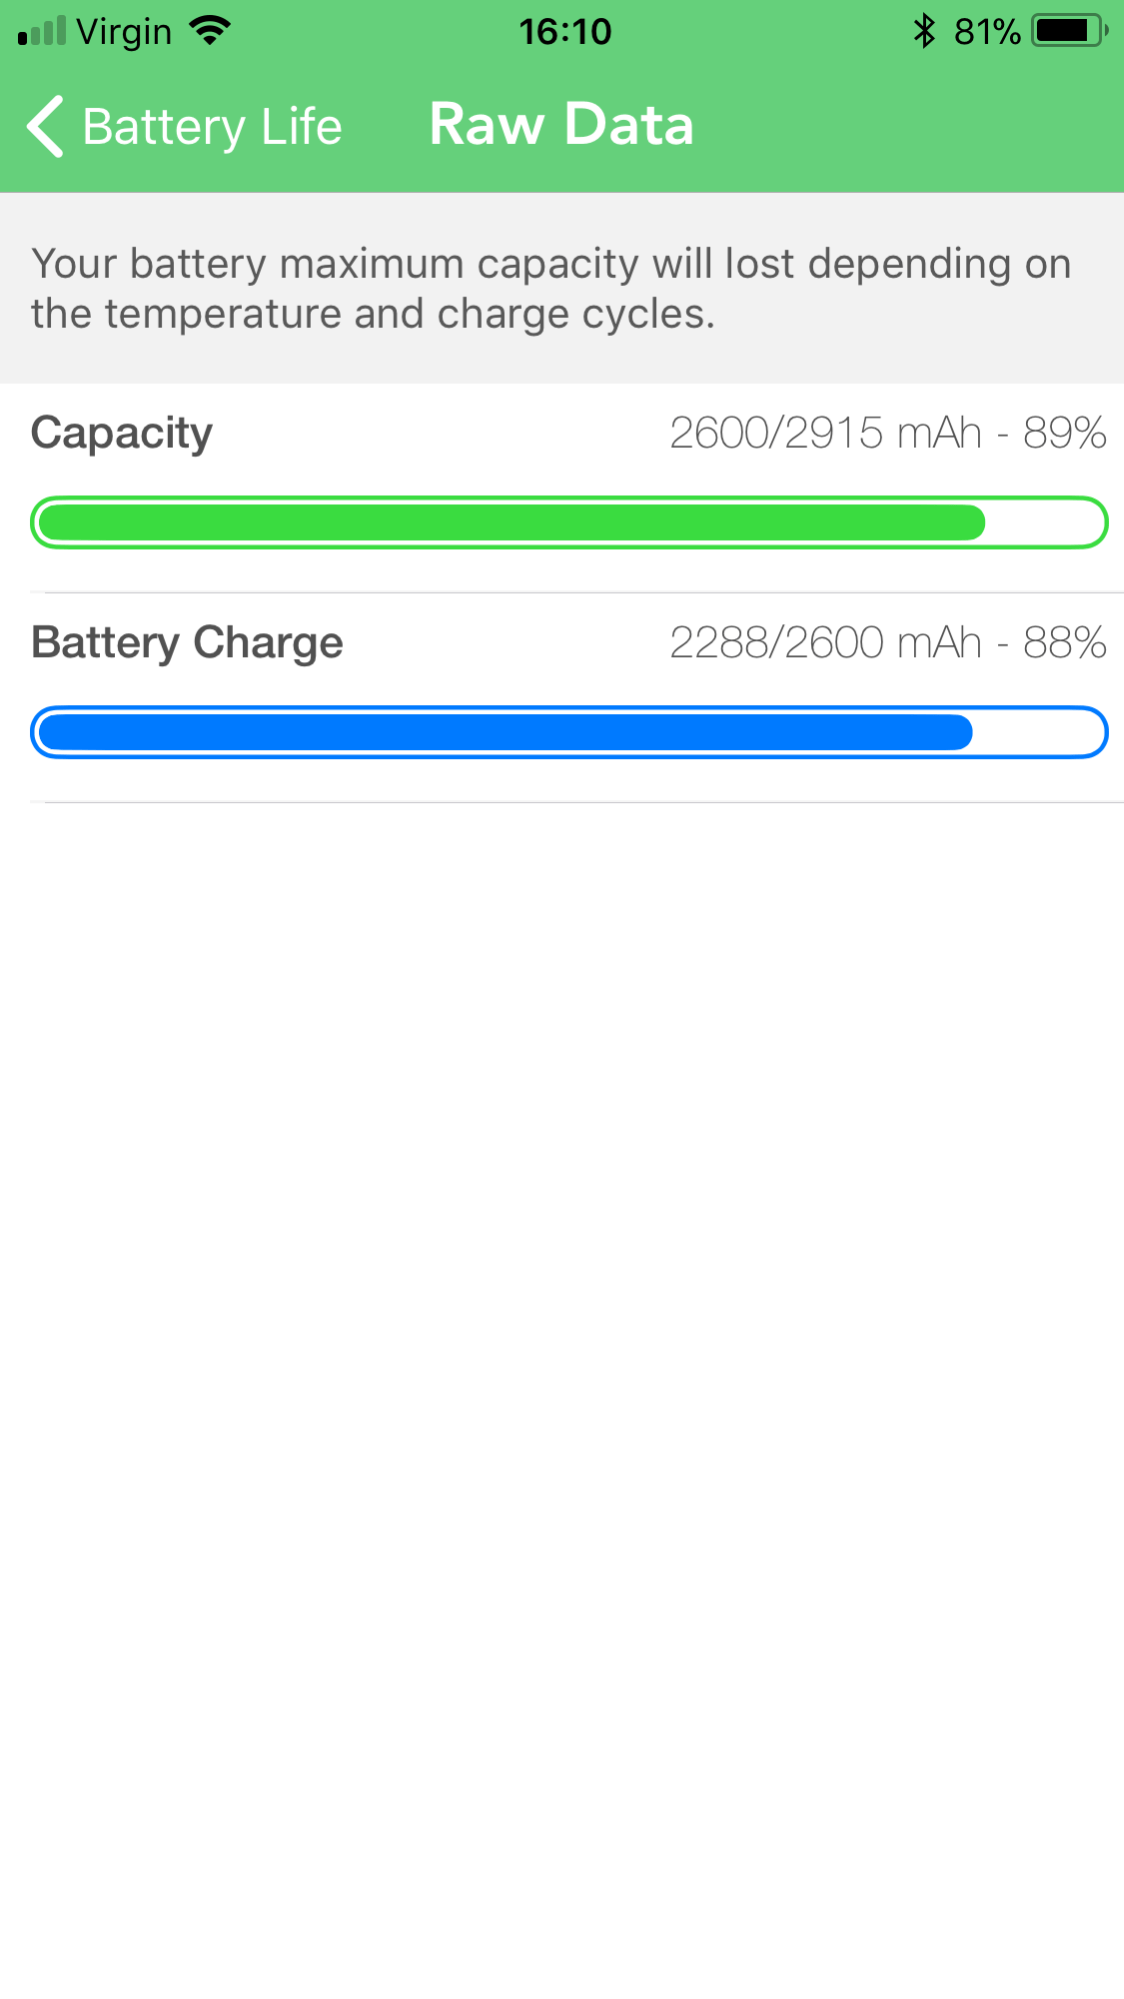 Virgin 16:10 81%
Battery Life Raw Data
Your battery maximum capacity will lost depending on
the temperature and charge cycles.
Capacity 2600/2915 mAh - 89%
Battery Charge 2288/2600 mAh - 88%